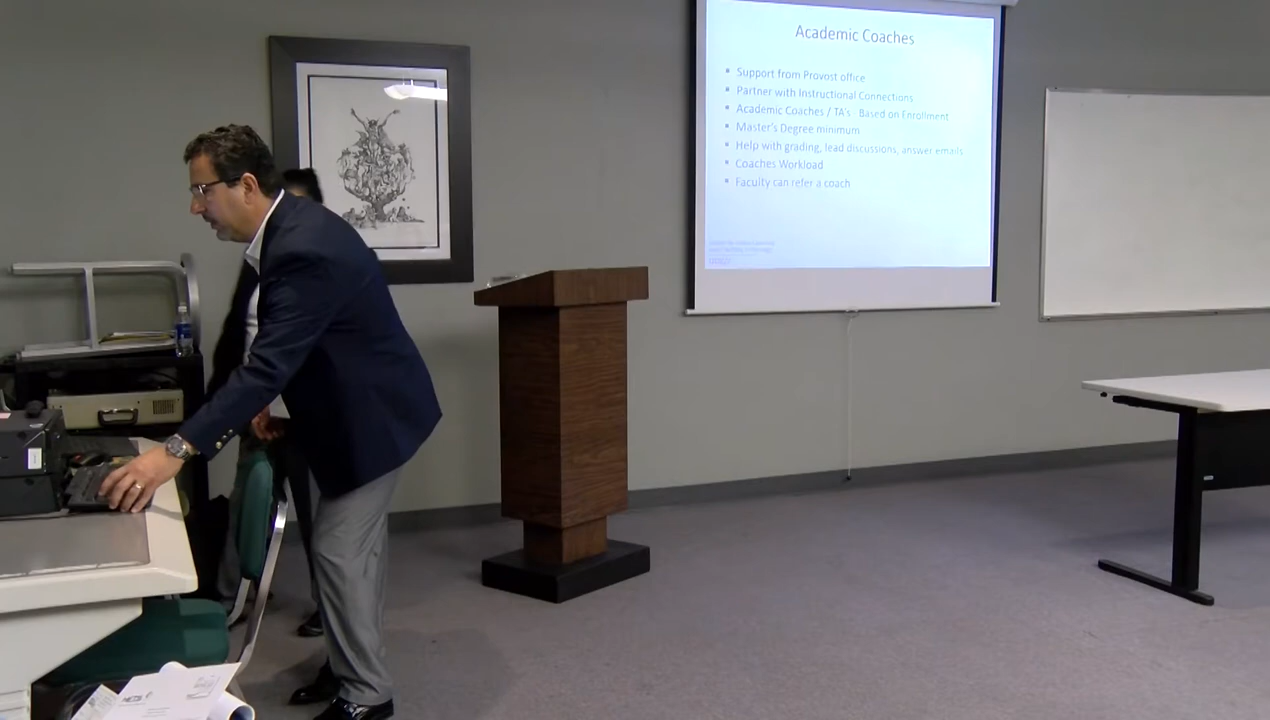 Academic Coaches
▪ Support from Provost office
▪ Partner with Instructional Connections
▪ Academic Coaches / TA's Based on Enrollment
▪ Master's Degree minimum
▪ Help with grading, lead discussions, answer emails
▪ Coaches Workload
▪ Faculty can refer a coach